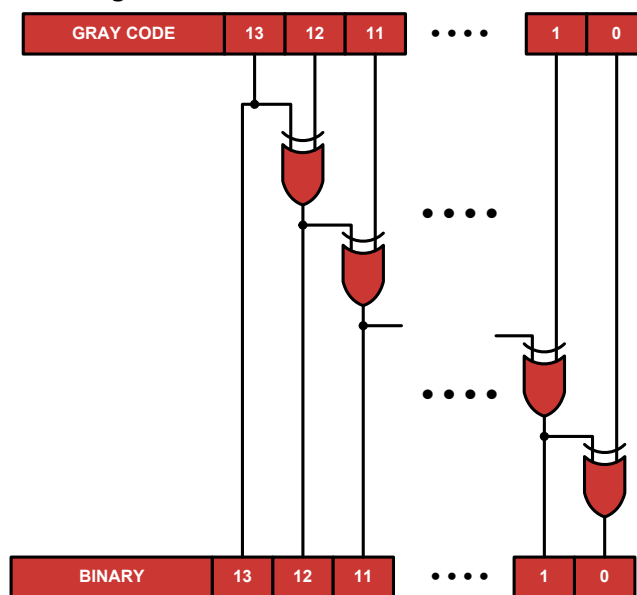 GRAY CODE 13 12 11 •••• 1 0
BINARY 13 12 11 •••• 1 0